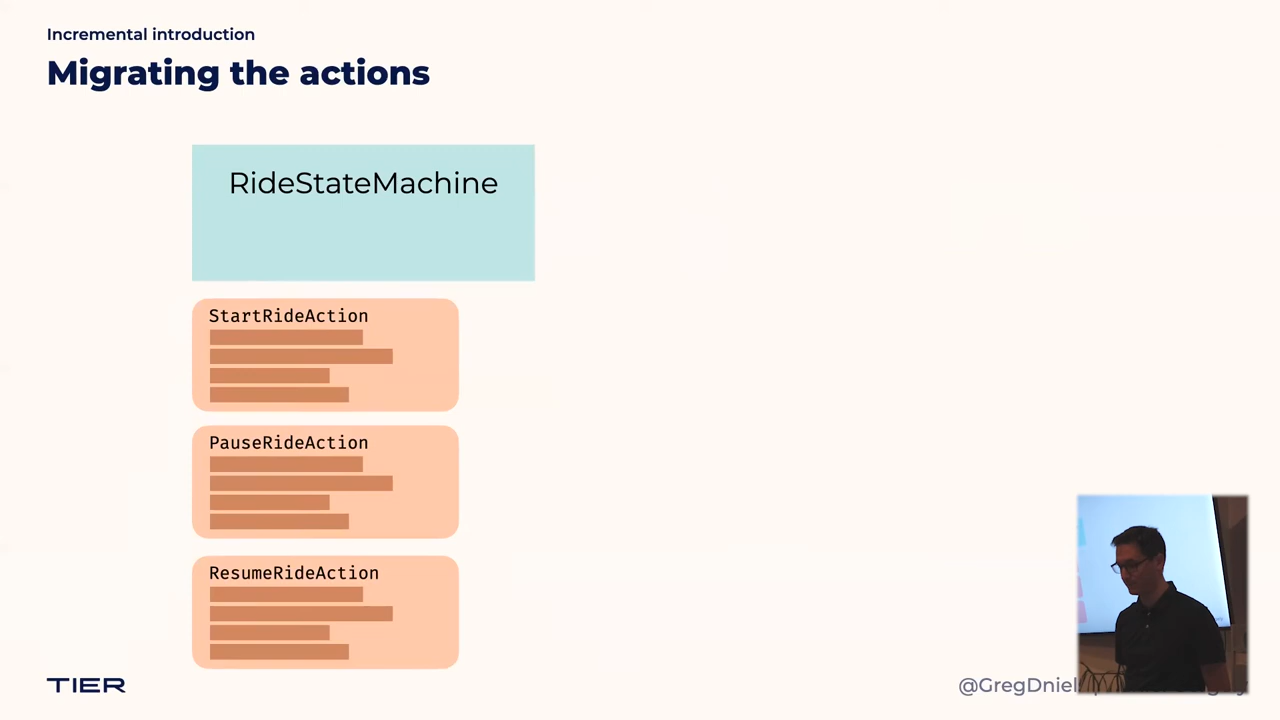 Incremental introduction
Migrating the actions
RideStateMachine
StartRideAction
PauseRideAction
ResumeRideAction
TIER
@GregDniel